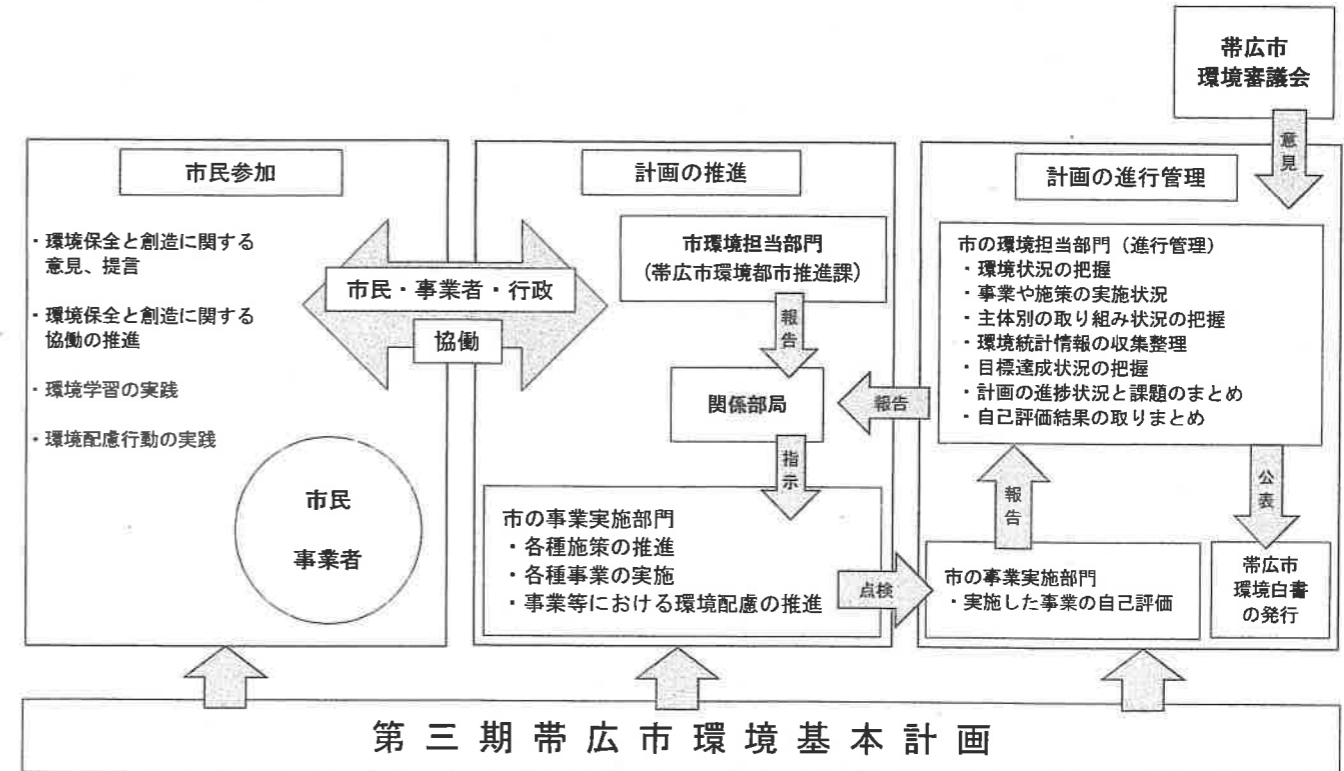 帯広市
環境審議会
意見
市民参加
・環境保全と創造に関する
意見、提言
・環境保全と創造に関する
協働の推進
・環境学習の実践
・環境配慮行動の実践
市民
事業者
市民・事業者・行政
協働
計画の推進
市環境担当部門
(帯広市環境都市推進課)
報告
関係部局
指示
市の事業実施部門
・各種施策の推進
・各種事業の実施
・事業等における環境配慮の推進
点検
計画の進行管理
市の環境担当部門(進行管理)
・環境状況の把握
・事業や施策の実施状況
・主体別の取り組み状況の把握
・環境統計情報の収集整理
・目標達成状況の把握
・計画の進捗状況と課題のまとめ
・自己評価結果の取りまとめ
報告
報告
公表
市の事業実施部門
・実施した事業の自己評価
帯広市
環境白書
の発行
第三期帯広市環境基本計画